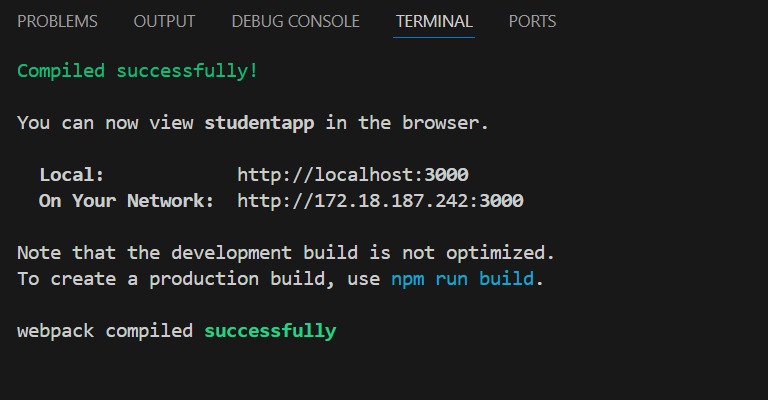 PROBLEMS OUTPUT DEBUG CONSOLE TERMINAL PORTS
Compiled successfully!
You can now view studentapp in the browser.
Local: http://localhost:3000
On Your Network: http://172.18.187.242:3000
Note that the development build is not optimized.
To create a production build, use npm run build.
webpack compiled successfully